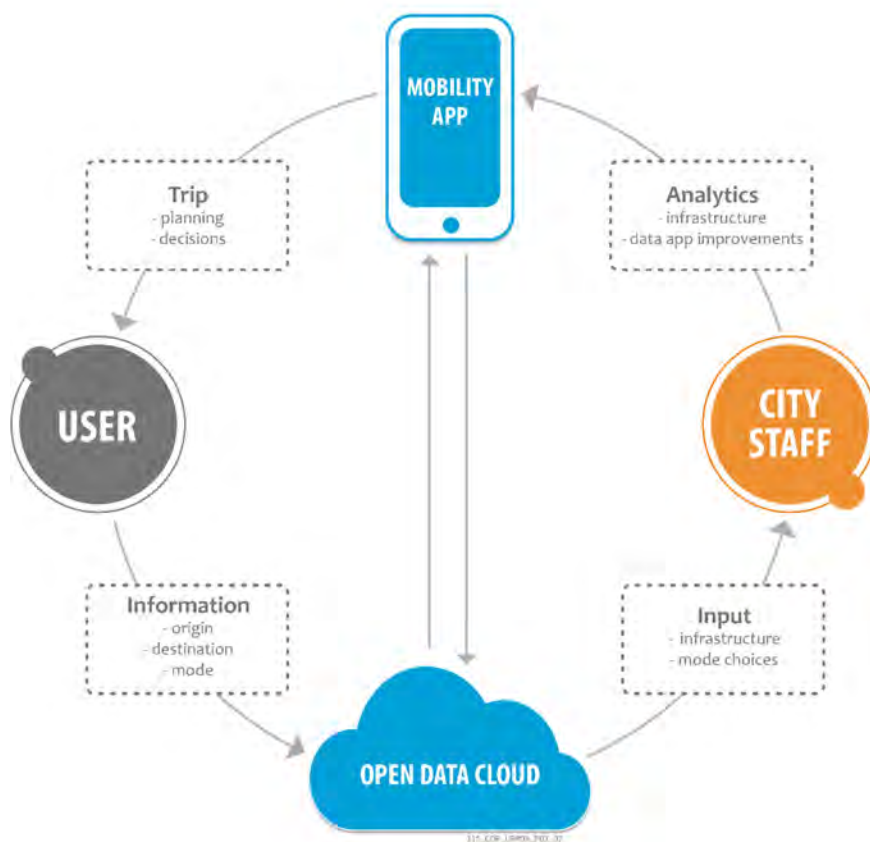 MOBILITY
APP
Trip
- planning
- decisions
Analytics
- infrastructure
- data app improvements
USER
CITY
STAFF
Information
- origin
- destination
- mode
Input
- infrastructure
- mode choices
OPEN DATA CLOUD